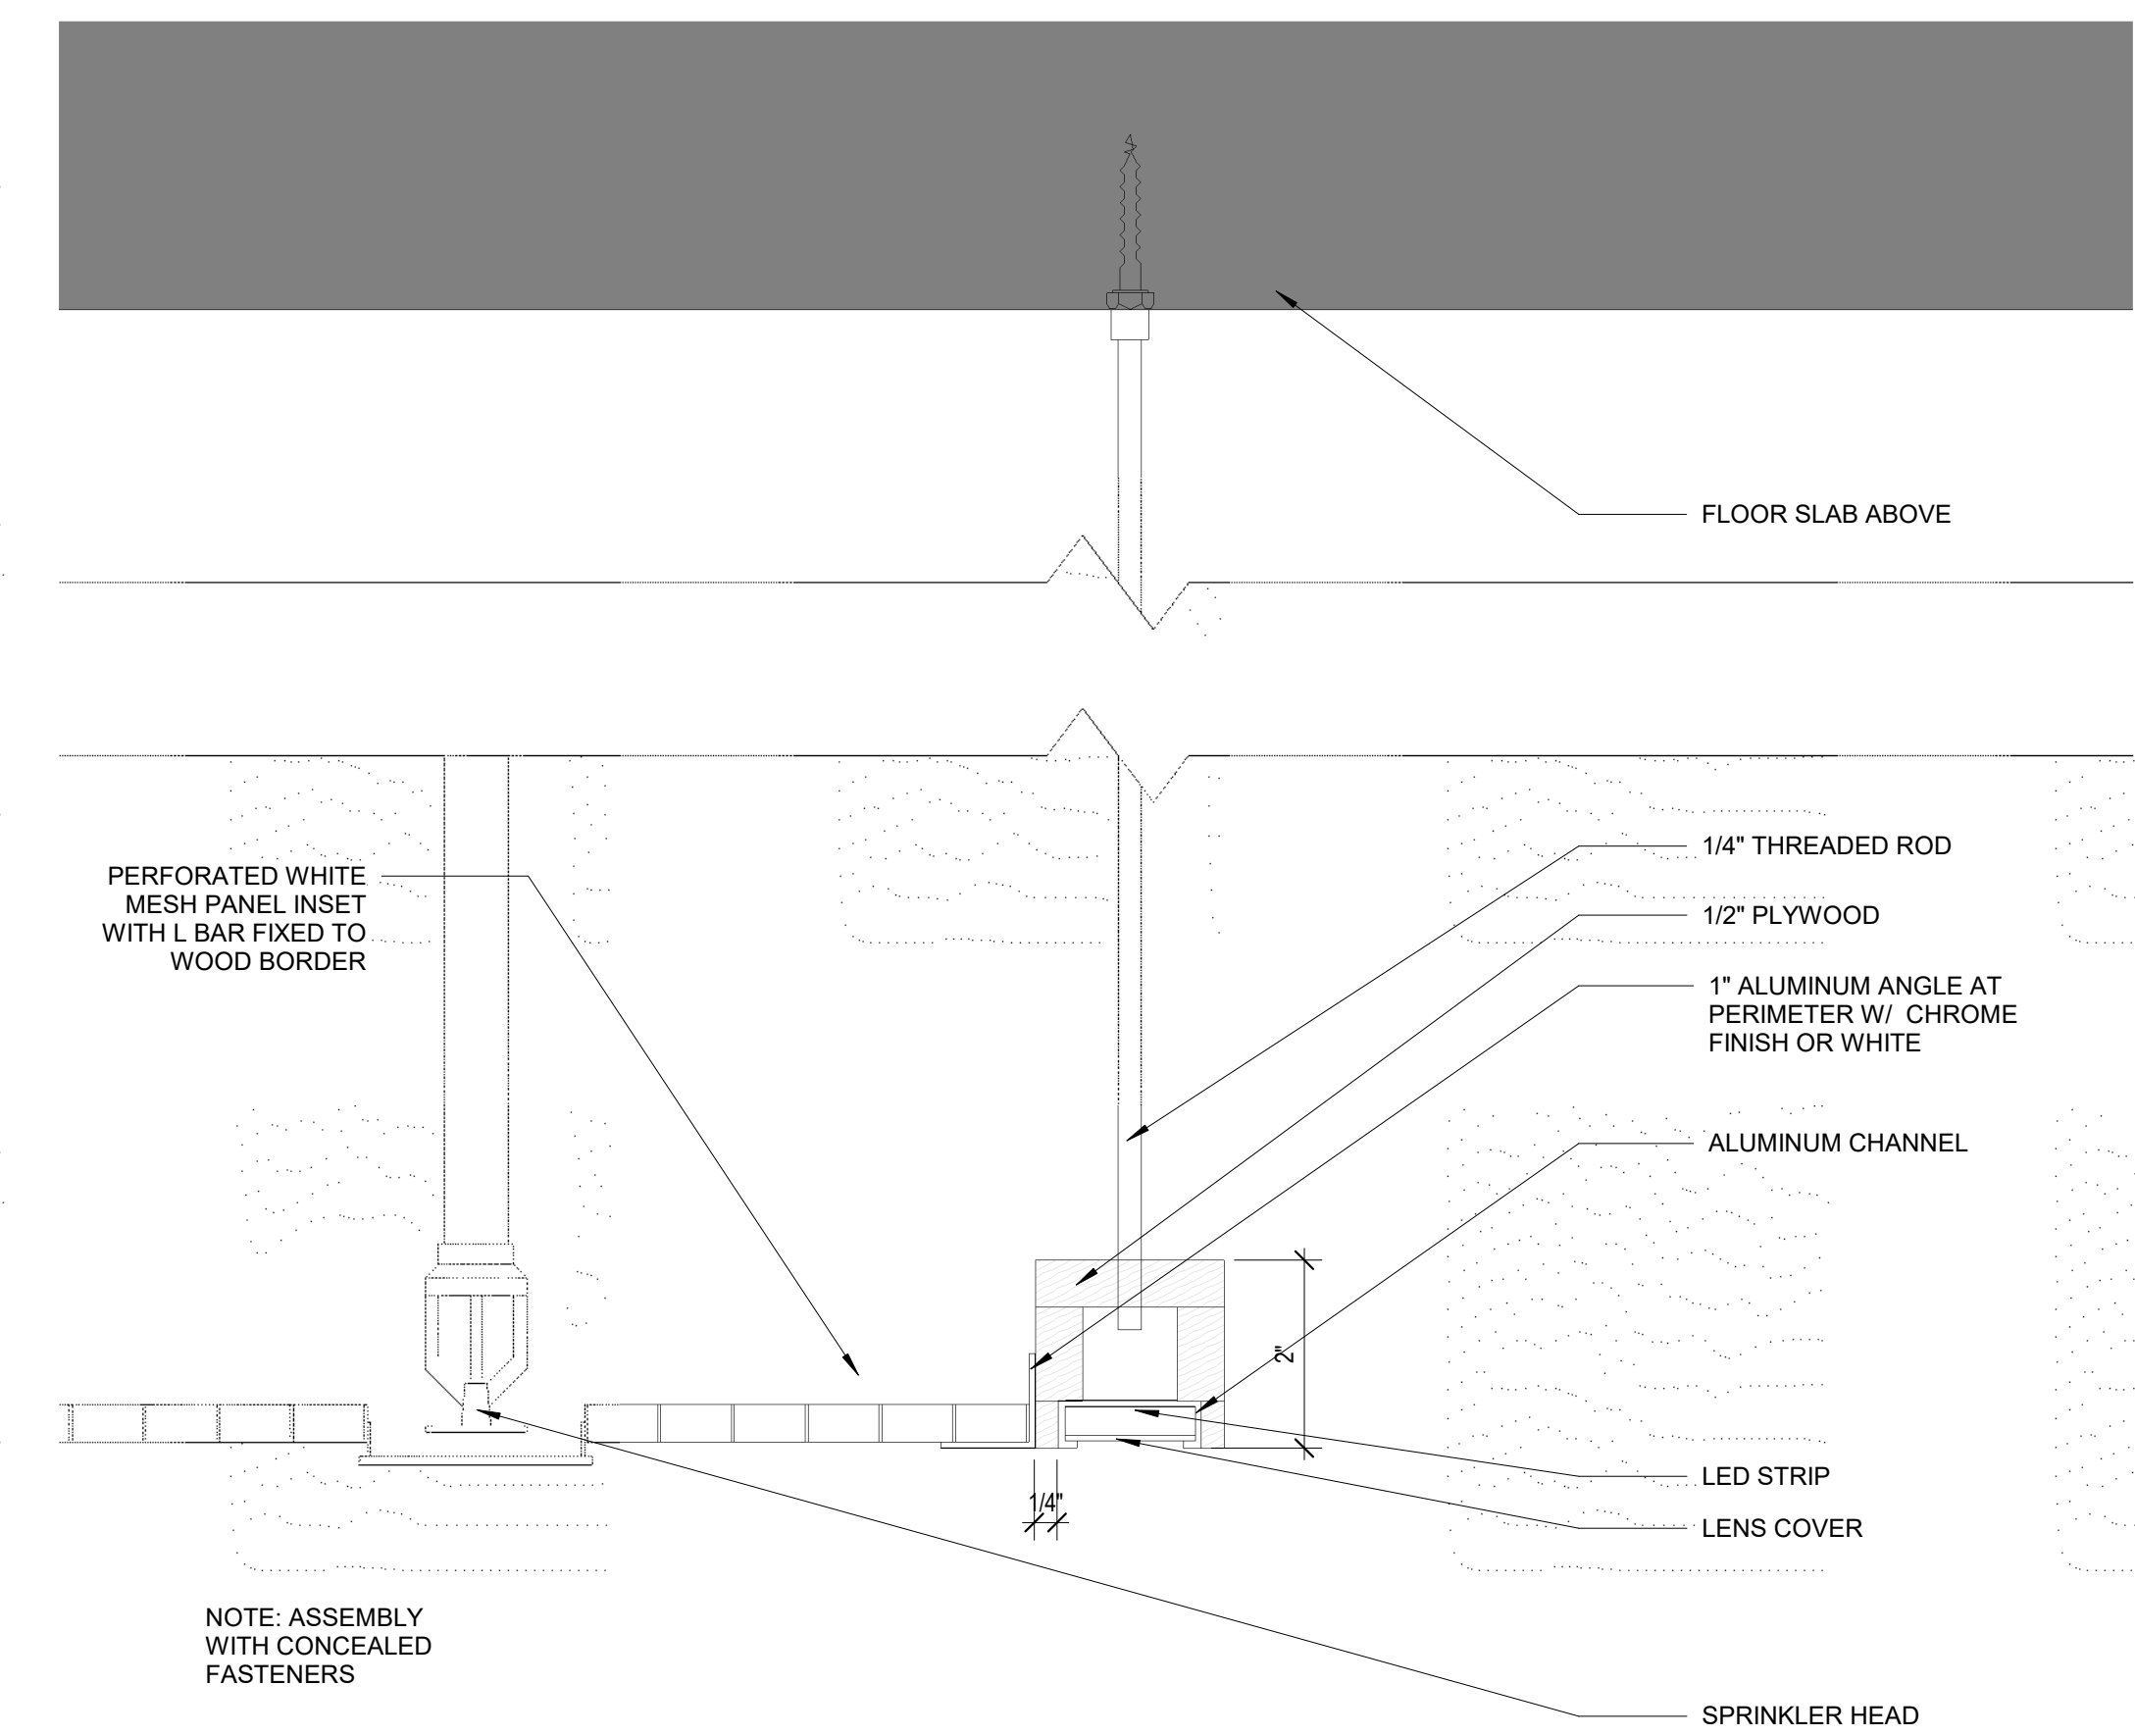 FLOOR SLAB ABOVE
1/4" THREADED ROD
PERFORATED WHITE
MESH PANEL INSET
WITH L BAR FIXED TO
WOOD BORDER
1/2" PLYWOOD
1" ALUMINUM ANGLE AT
PERIMETER W/ CHROME
FINISH OR WHITE
ALUMINUM CHANNEL
2"
LED STRIP
1/4"
LENS COVER
NOTE: ASSEMBLY
WITH CONCEALED
FASTENERS
SPRINKLER HEAD